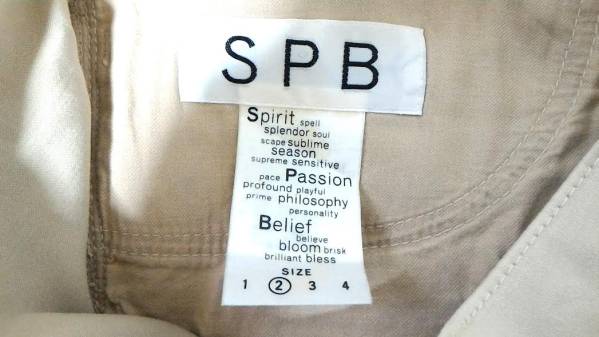 SPB
Spirit spell
splendor soul
scape sublime
season
supreme sensitive
pace Passion
profound playful
prime philosophy
personality
Belief
believe
bloom brisk
brilliant bless
SIZE
1 2 3 4